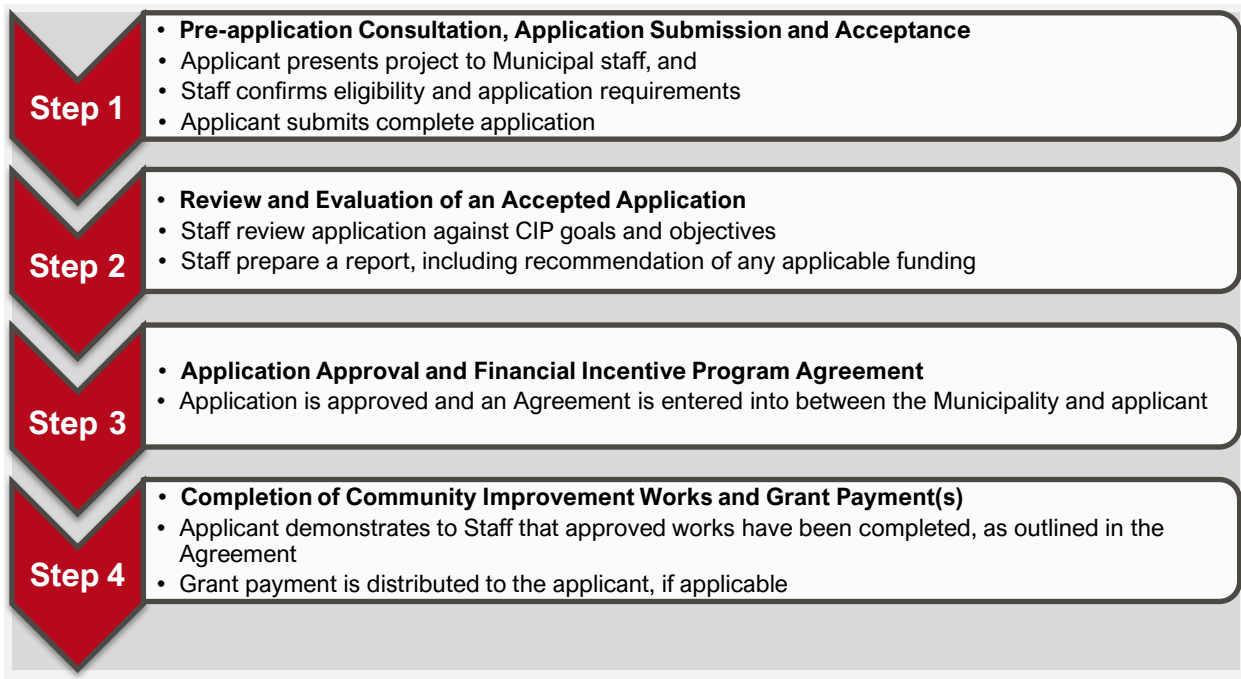 Step 1
• Pre-application Consultation, Application Submission and Acceptance
• Applicant presents project to Municipal staff, and
• Staff confirms eligibility and application requirements
• Applicant submits complete application
Step 2
• Review and Evaluation of an Accepted Application
• Staff review application against CIP goals and objectives
• Staff prepare a report, including recommendation of any applicable funding
Step 3
• Application Approval and Financial Incentive Program Agreement
• Application is approved and an Agreement is entered into between the Municipality and applicant
Step 4
• Completion of Community Improvement Works and Grant Payment(s)
• Applicant demonstrates to Staff that approved works have been completed, as outlined in the
Agreement
• Grant payment is distributed to the applicant, if applicable